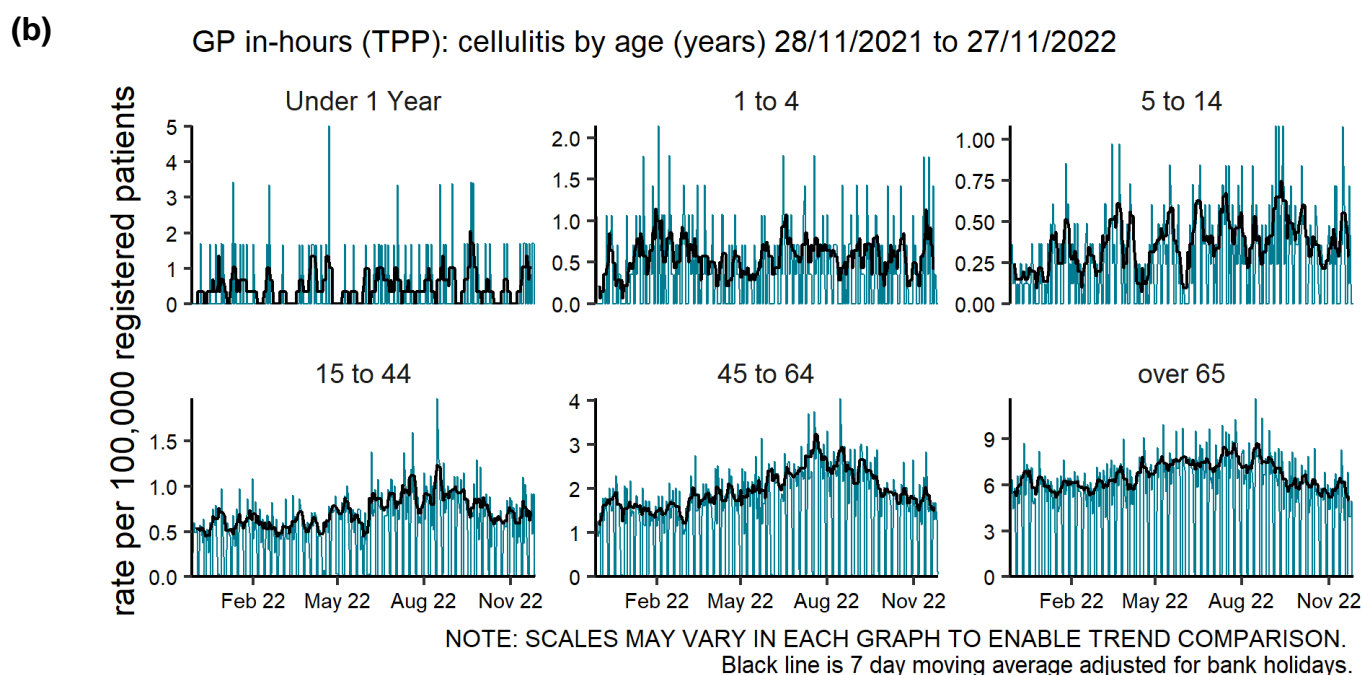 (b)
GP in-hours (TPP): cellulitis by age (years) 28/11/2021 to 27/11/2022
rate per 100,000 registered patients
Under 1 Year
5
4
3
2
1
0
1 to 4
2.0
1.5
1.0
0.5
0.0
5 to 14
1.00
0.75
0.50
0.25
0.00
15 to 44
1.5
1.0
0.5
0.0
Feb 22 May 22 Aug 22 Nov 22
45 to 64
4
3
2
1
0
Feb 22 May 22 Aug 22 Nov 22
over 65
9
6
3
0
Feb 22 May 22 Aug 22 Nov 22
NOTE: SCALES MAY VARY IN EACH GRAPH TO ENABLE TREND COMPARISON.
Black line is 7 day moving average adjusted for bank holidays.